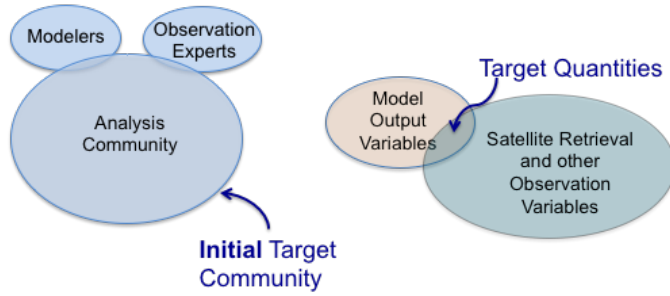 Modelers
Observation
Experts
Analysis
Community
Initial Target
Community
Target Quantities
Model
Output
Variables
Satellite Retrieval
and other
Observation
Variables